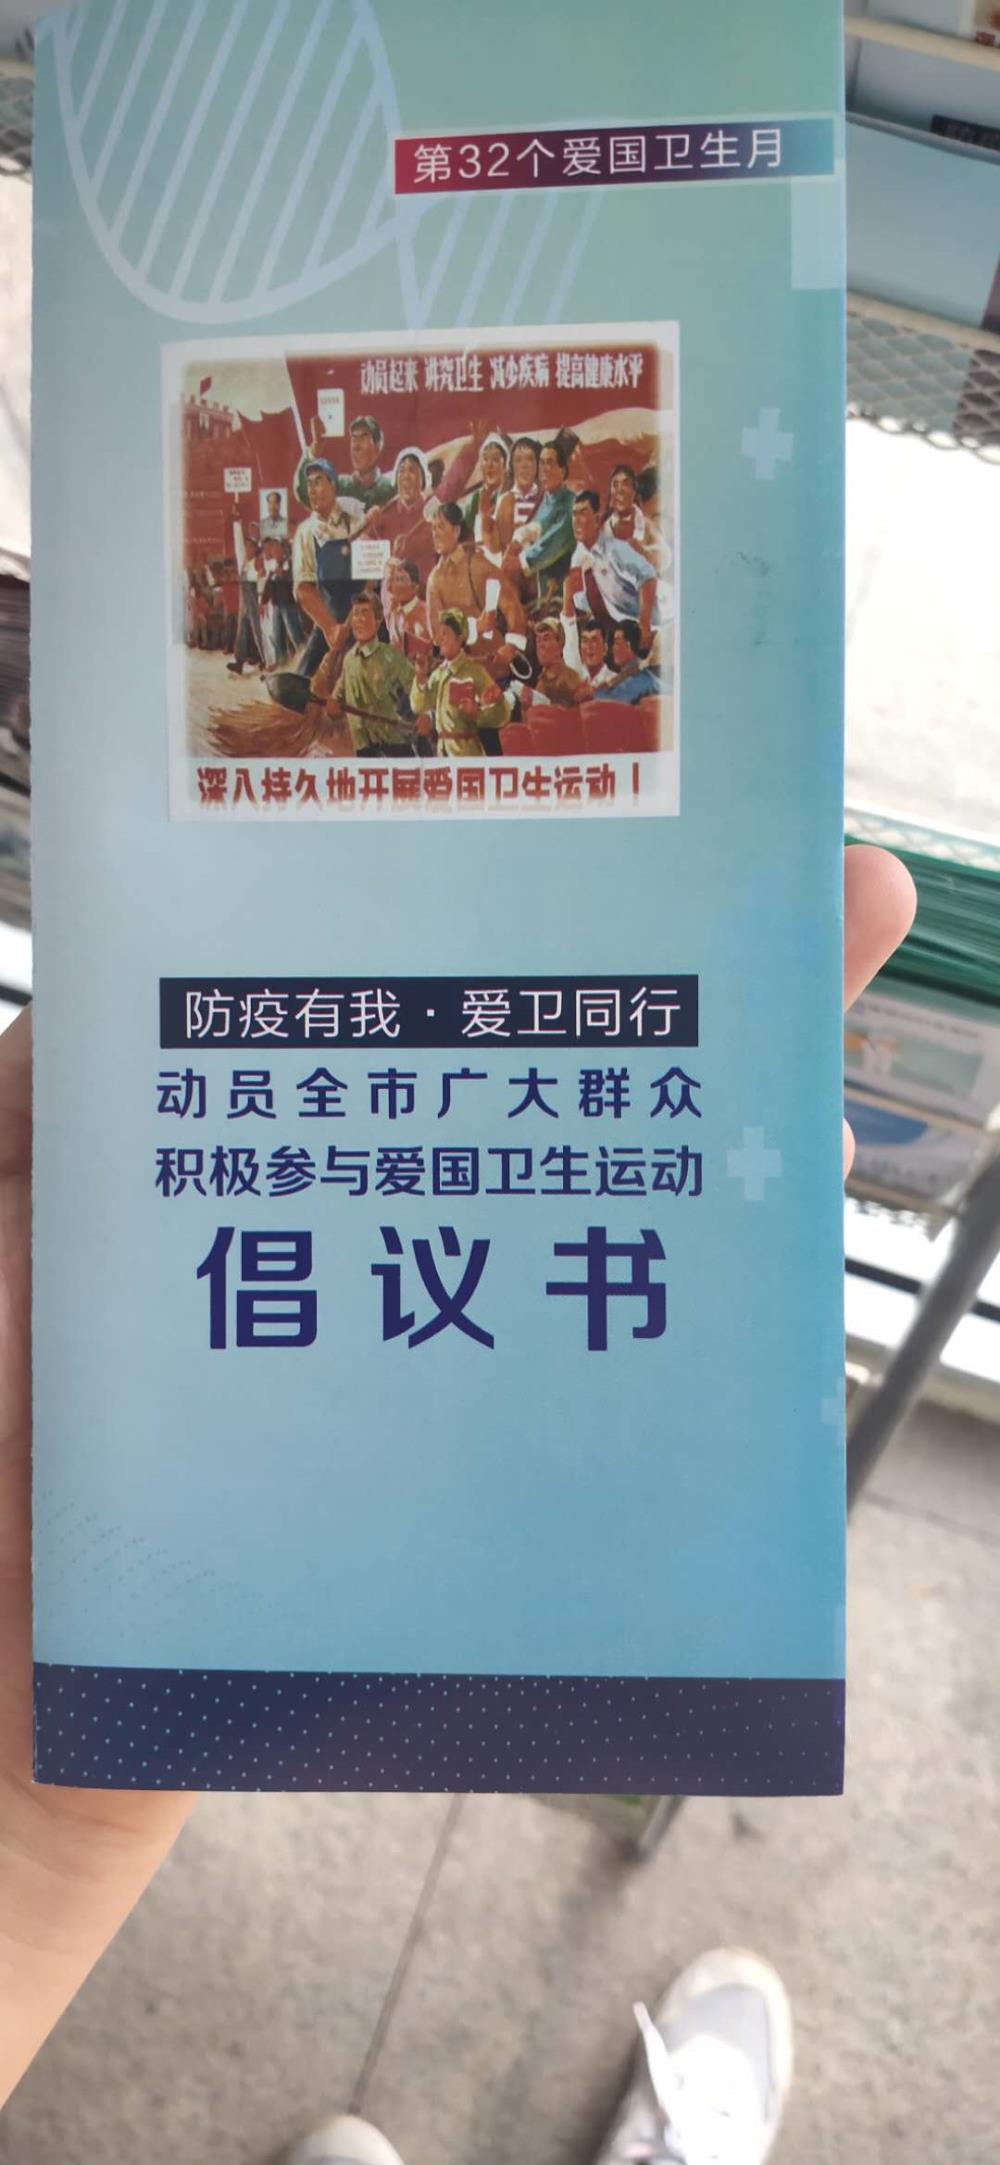 第32个爱国卫生月
动员起来 讲究卫生 减少疾病 提高健康水平
深入持久地开展爱国卫生运动！
防疫有我·爱卫同行
动员全市广大群众
积极参与爱国卫生运动
倡议书